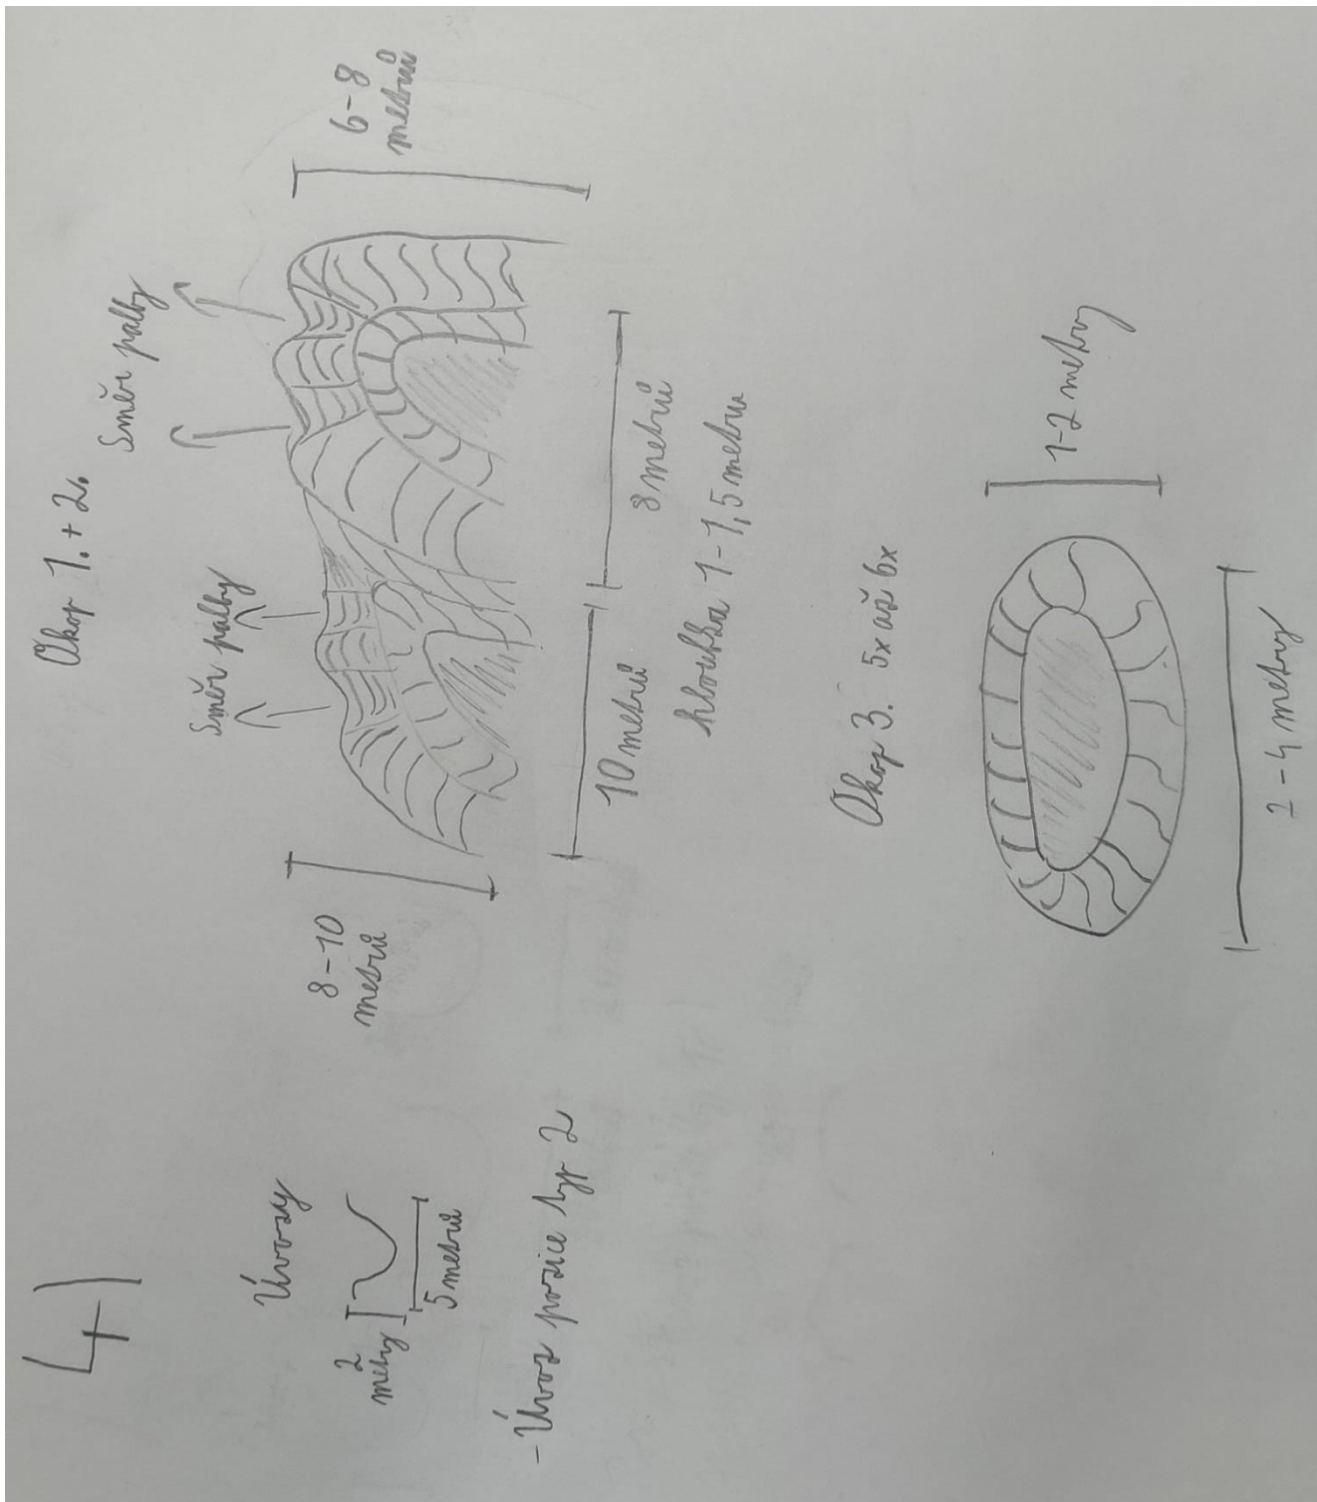 4)
Úvozy
2
metry
5 metrů
- Úvoz pozice typ 2
Okop 1. + 2.
Směr palby
Směr palby
8-10
metrů
6-8
metrů
10 metrů
8 metrů
hloubka 1-1,5 metru
Okop 3. 5x až 6x
1-2 metry
2-4 metry